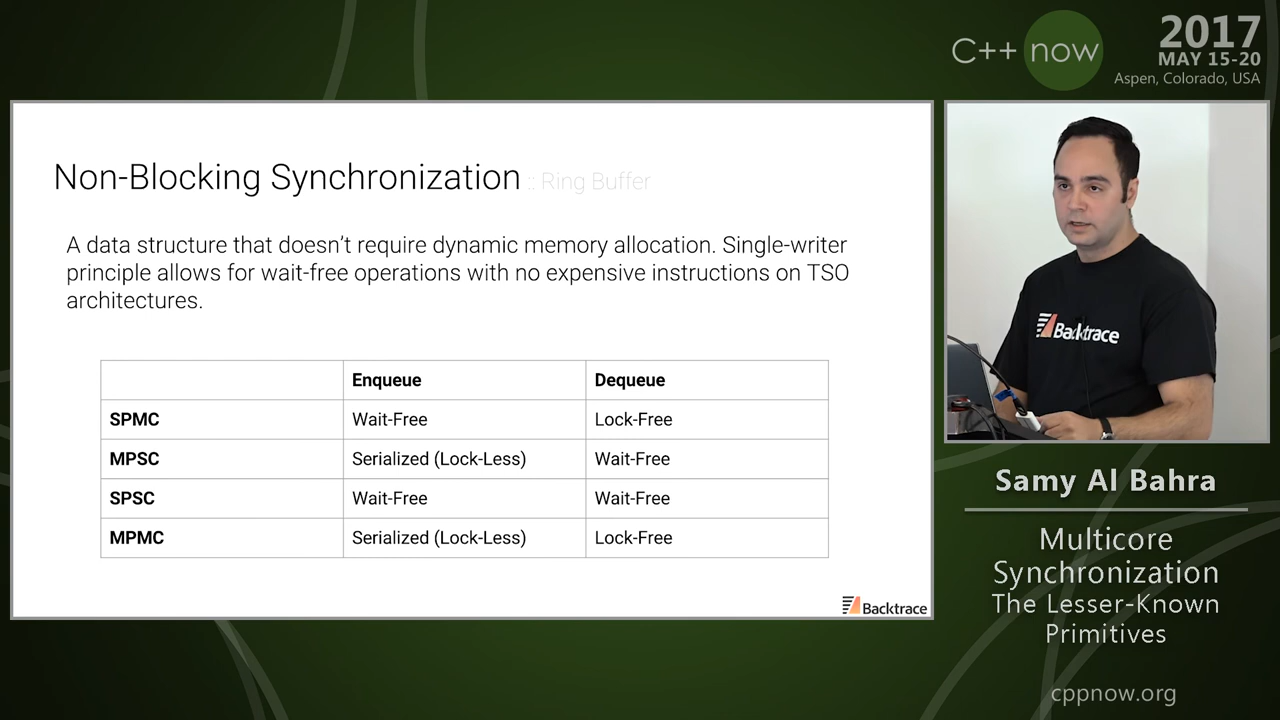 C++ now
2017
MAY 15-20
Aspen, Colorado, USA
Non-Blocking Synchronization :: Ring Buffer
A data structure that doesn't require dynamic memory allocation. Single-writer
principle allows for wait-free operations with no expensive instructions on TSO
architectures.
Enqueue Dequeue
SPMC Wait-Free Lock-Free
MPSC Serialized (Lock-Less) Wait-Free
SPSC Wait-Free Wait-Free
MPMC Serialized (Lock-Less) Lock-Free
Backtrace
Backtrace
Samy Al Bahra
Multicore
Synchronization
The Lesser-Known
Primitives
cppnow.org